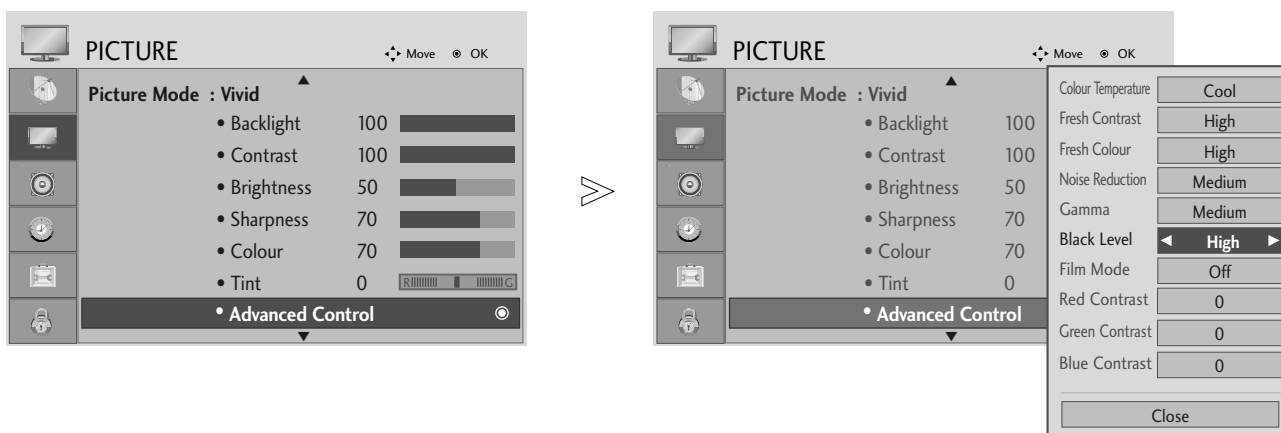 PICTURE Move OK
Picture Mode : Vivid
• Backlight 100
• Contrast 100
• Brightness 50
• Sharpness 70
• Colour 70
• Tint 0 R G
• Advanced Control
PICTURE Move OK
Picture Mode : Vivid
• Backlight 100
• Contrast 100
• Brightness 50
• Sharpness 70
• Colour 70
• Tint 0
• Advanced Control
Colour Temperature Cool
Fresh Contrast High
Fresh Colour High
Noise Reduction Medium
Gamma Medium
Black Level ◄ High ►
Film Mode Off
Red Contrast 0
Green Contrast 0
Blue Contrast 0
Close